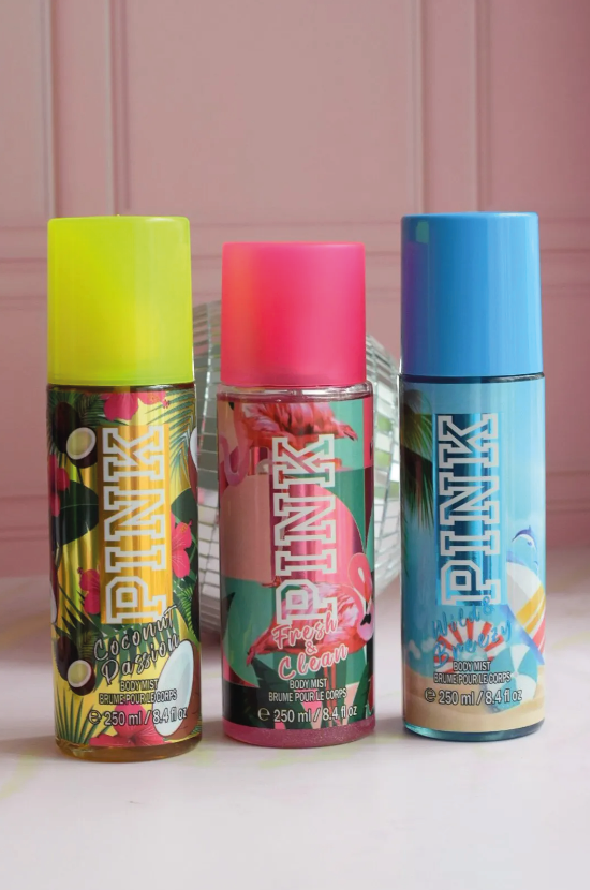 PINK
Coconut
Passion
BODY MIST
BRUME POUR LE CORPS
℮ 250 ml / 8.4 fl oz
PINK
Fresh
&
Clean
BODY MIST
BRUME POUR LE CORPS
℮ 250 ml / 8.4 fl oz
PINK
Warm &
Breezy
BODY MIST
BRUME POUR LE CORPS
℮ 250 ml / 8.4 fl oz